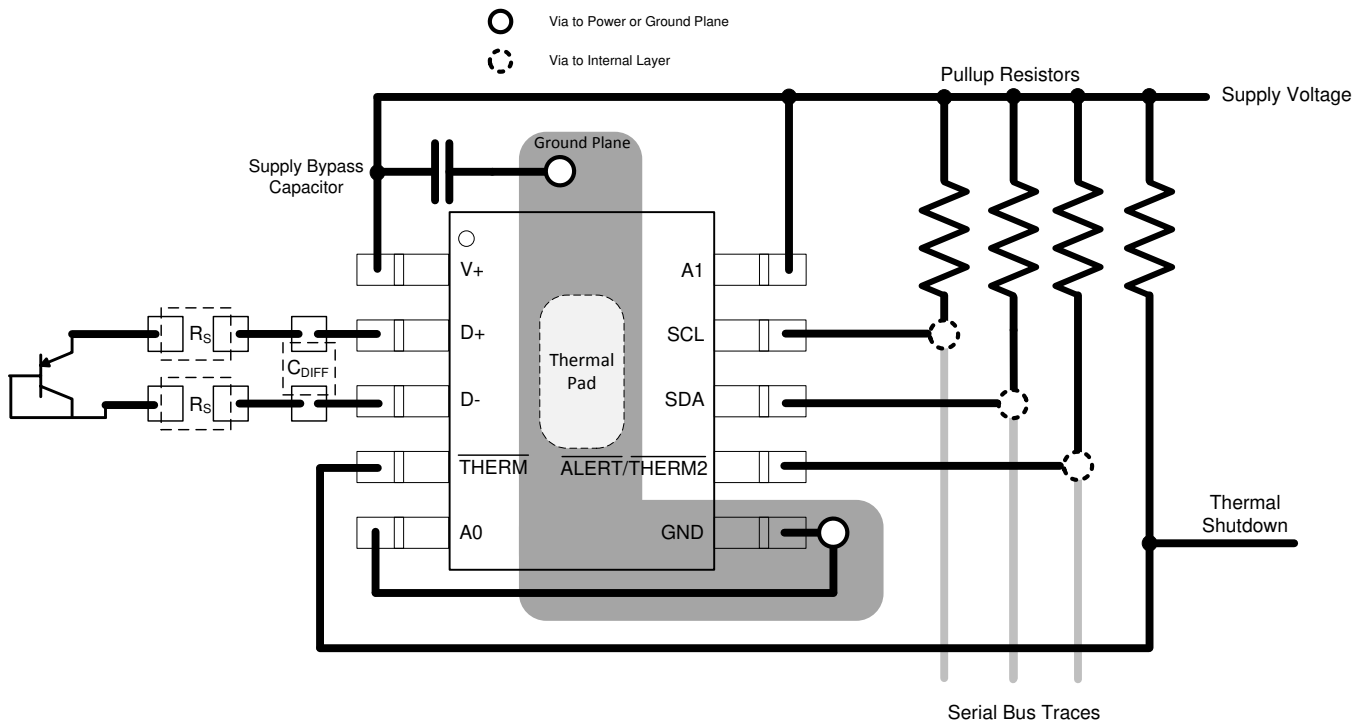 Via to Power or Ground Plane
Via to Internal Layer
Pullup Resistors
Supply Voltage
Ground Plane
Supply Bypass
Capacitor
V+
A1
D+
SCL
RS
CDIFF
Thermal
Pad
D-
SDA
RS
THERM
ALERT/THERM2
A0
GND
Thermal
Shutdown
Serial Bus Traces